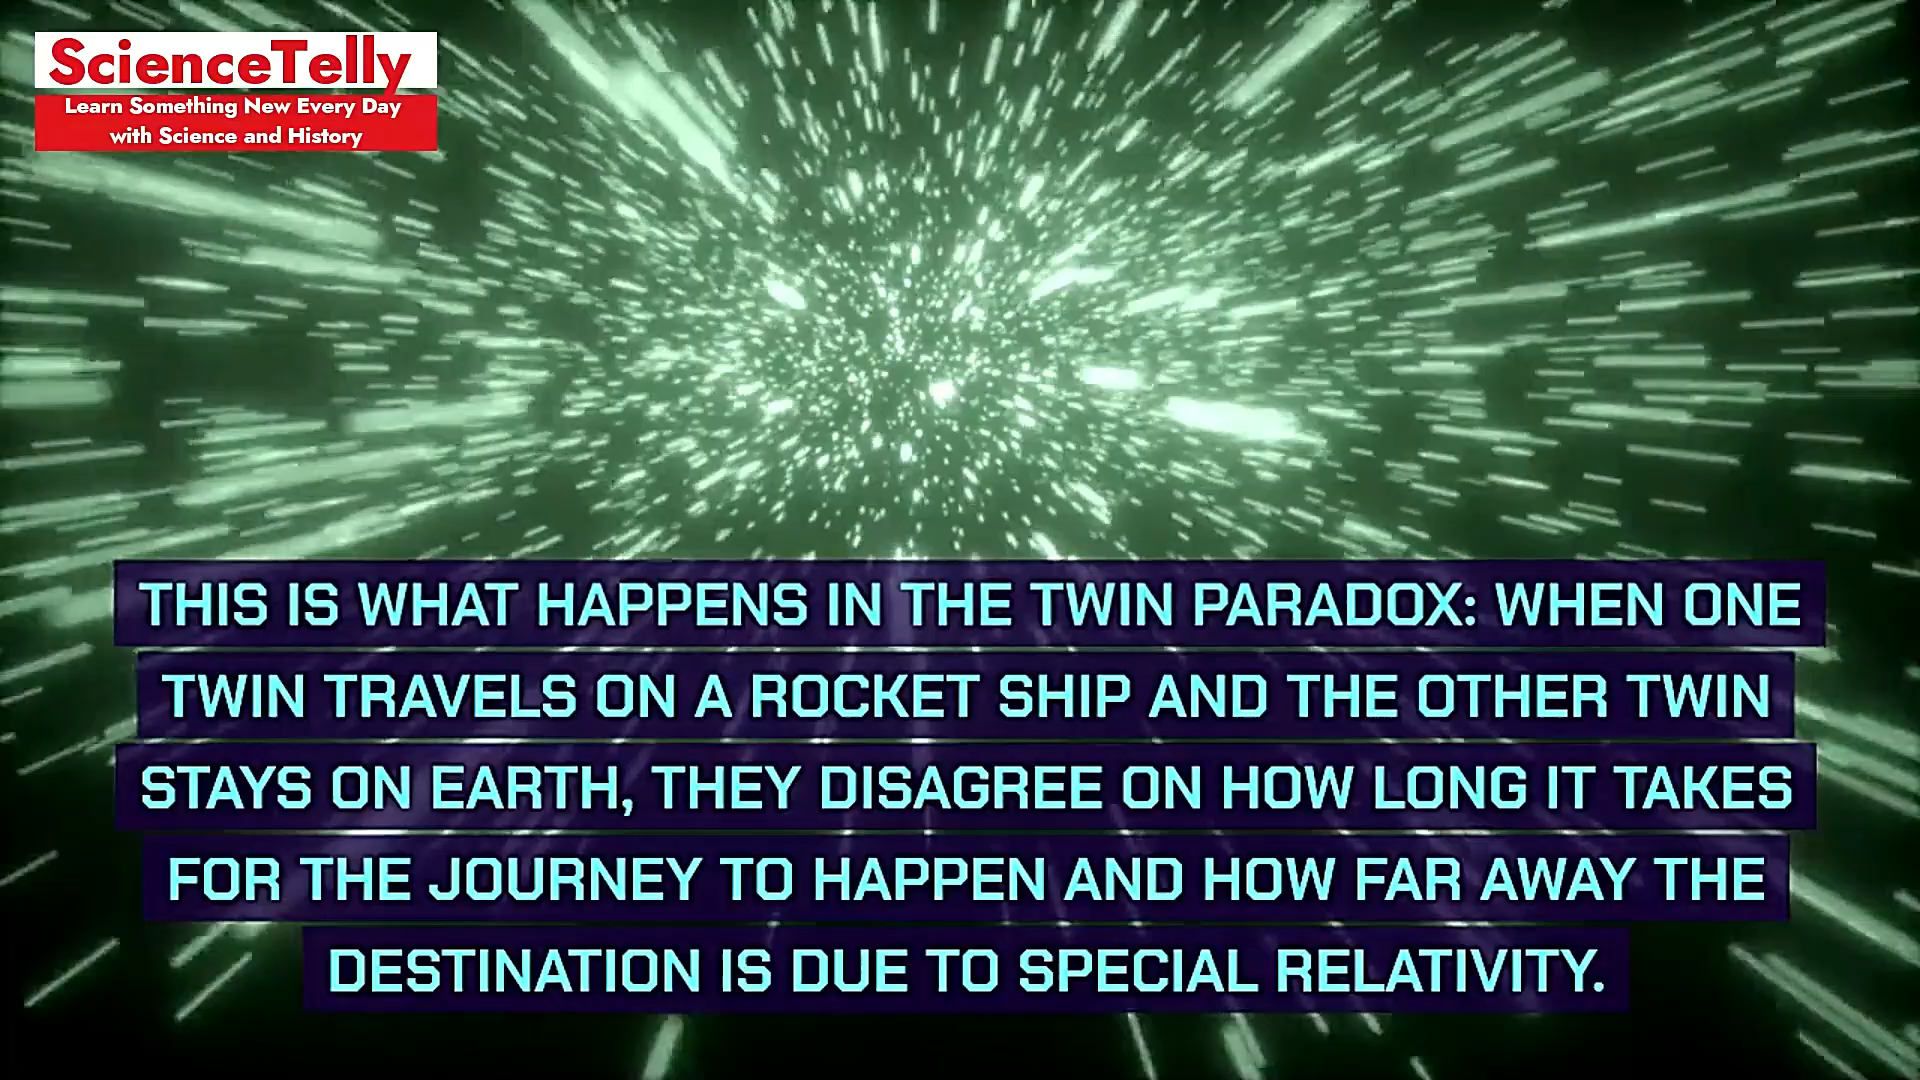 ScienceTelly
Learn Something New Every Day
with Science and History
THIS IS WHAT HAPPENS IN THE TWIN PARADOX: WHEN ONE
TWIN TRAVELS ON A ROCKET SHIP AND THE OTHER TWIN
STAYS ON EARTH, THEY DISAGREE ON HOW LONG IT TAKES
FOR THE JOURNEY TO HAPPEN AND HOW FAR AWAY THE
DESTINATION IS DUE TO SPECIAL RELATIVITY.